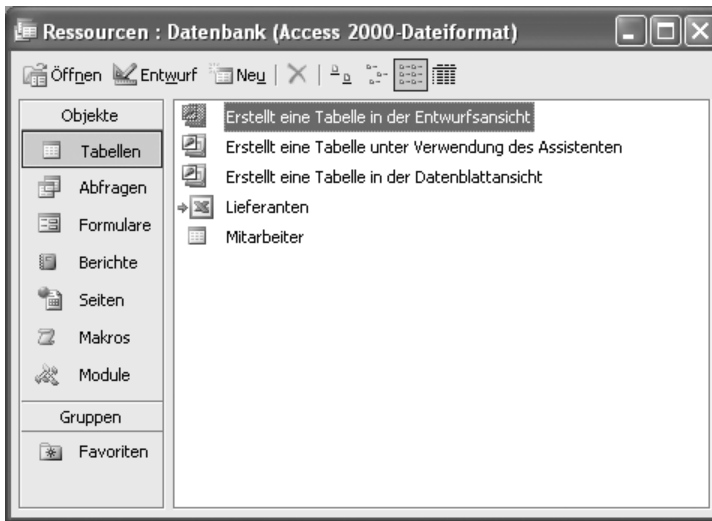 Ressourcen : Datenbank (Access 2000-Dateiformat)
Öffnen Entwurf Neu
Objekte
Tabellen
Abfragen
Formulare
Berichte
Seiten
Makros
Module
Gruppen
Favoriten
Erstellt eine Tabelle in der Entwurfsansicht
Erstellt eine Tabelle unter Verwendung des Assistenten
Erstellt eine Tabelle in der Datenblattansicht
Lieferanten
Mitarbeiter